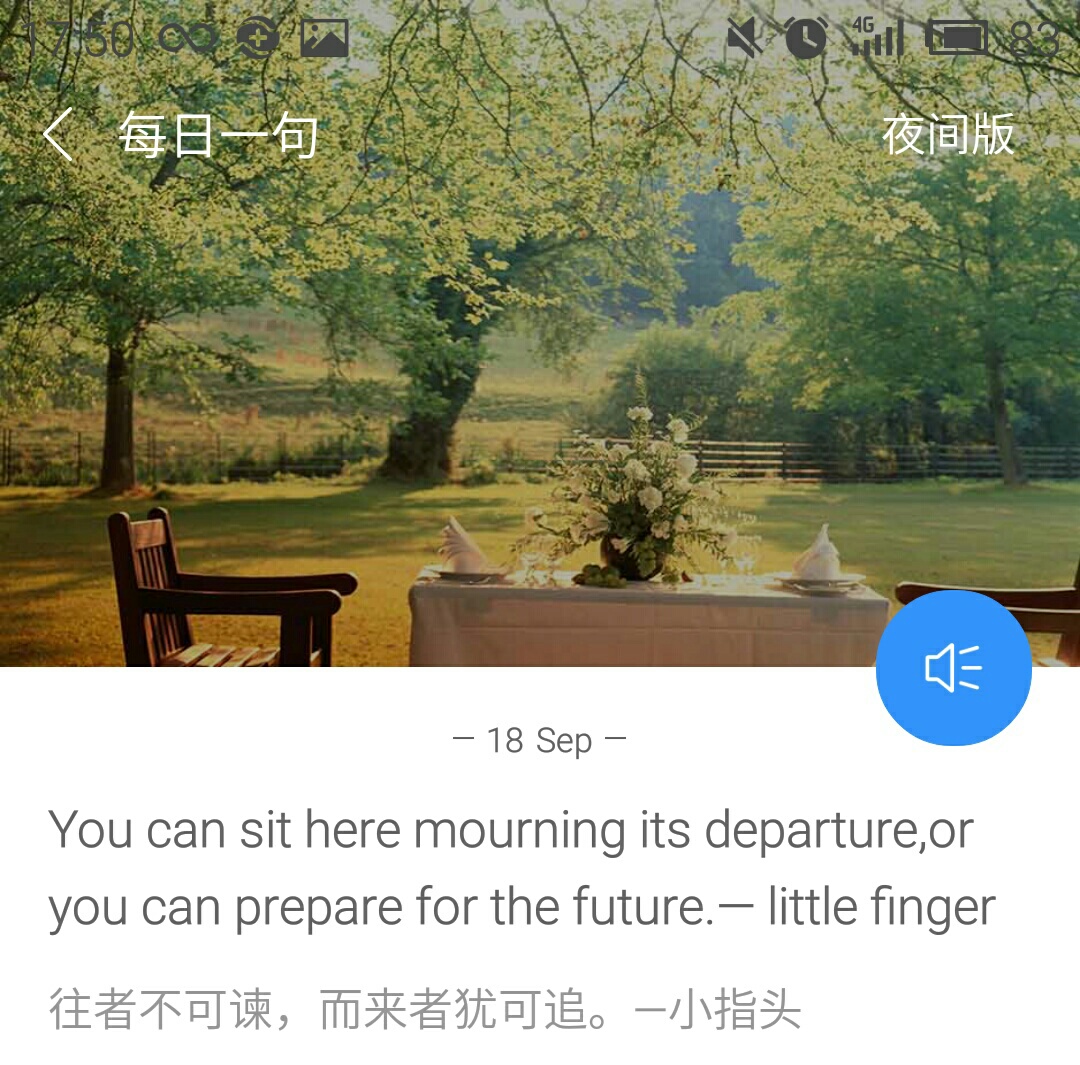 17:50 4G 83
每日一句 夜间版
— 18 Sep —
You can sit here mourning its departure,or
you can prepare for the future.— little finger
往者不可谏，而来者犹可追。—小指头